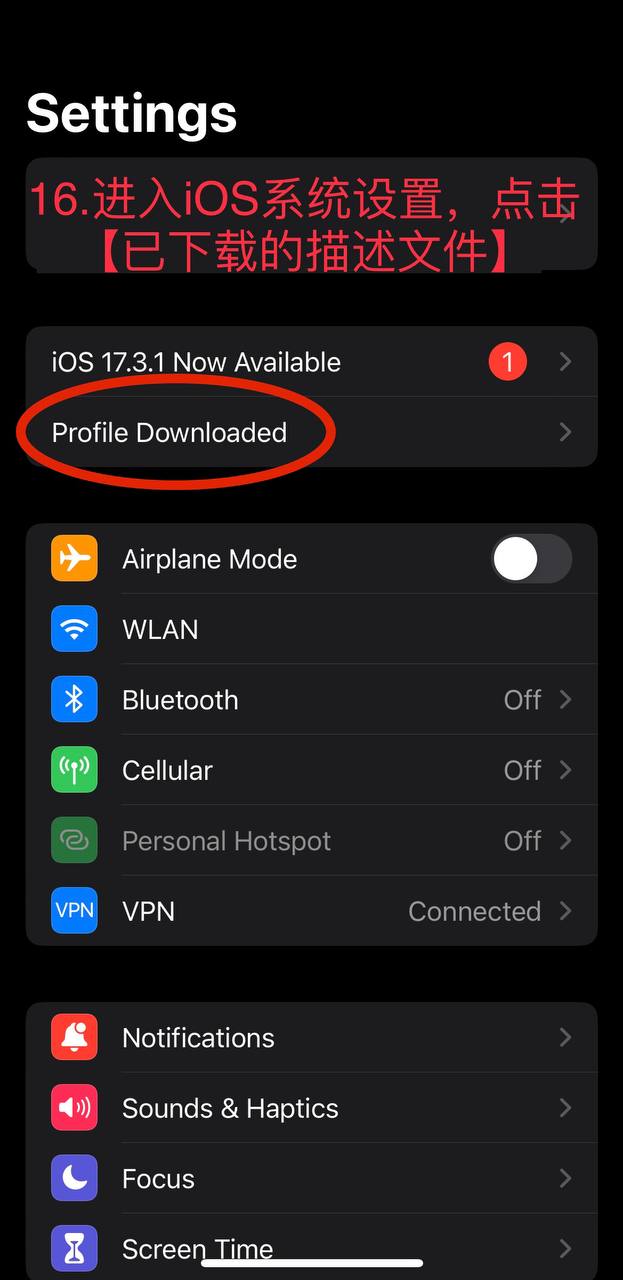 Settings
16.进入iOS系统设置，点击
【已下载的描述文件】
iOS 17.3.1 Now Available 1
Profile Downloaded
Airplane Mode
WLAN
Bluetooth Off
Cellular Off
Personal Hotspot Off
VPN VPN Connected
Notifications
Sounds & Haptics
Focus
Screen Time